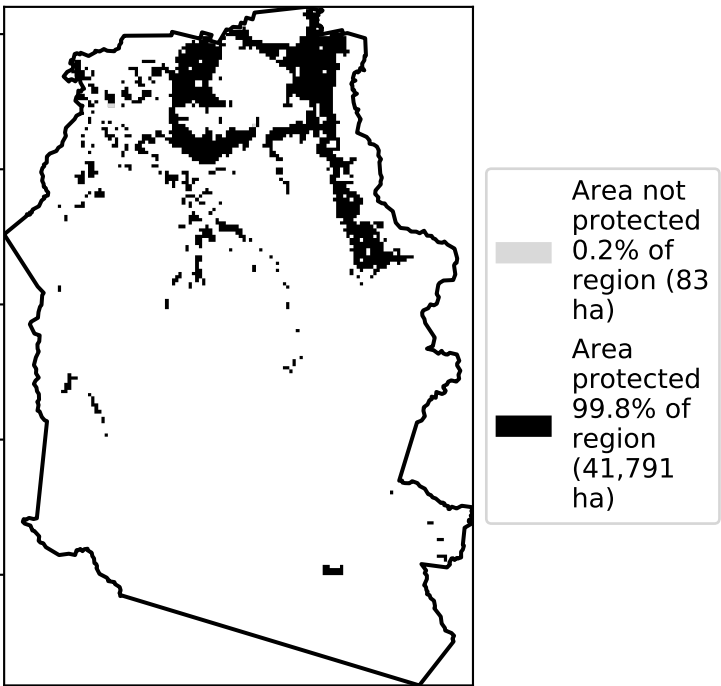 Area not
protected
0.2% of
region (83
ha)
Area
protected
99.8% of
region
(41,791
ha)